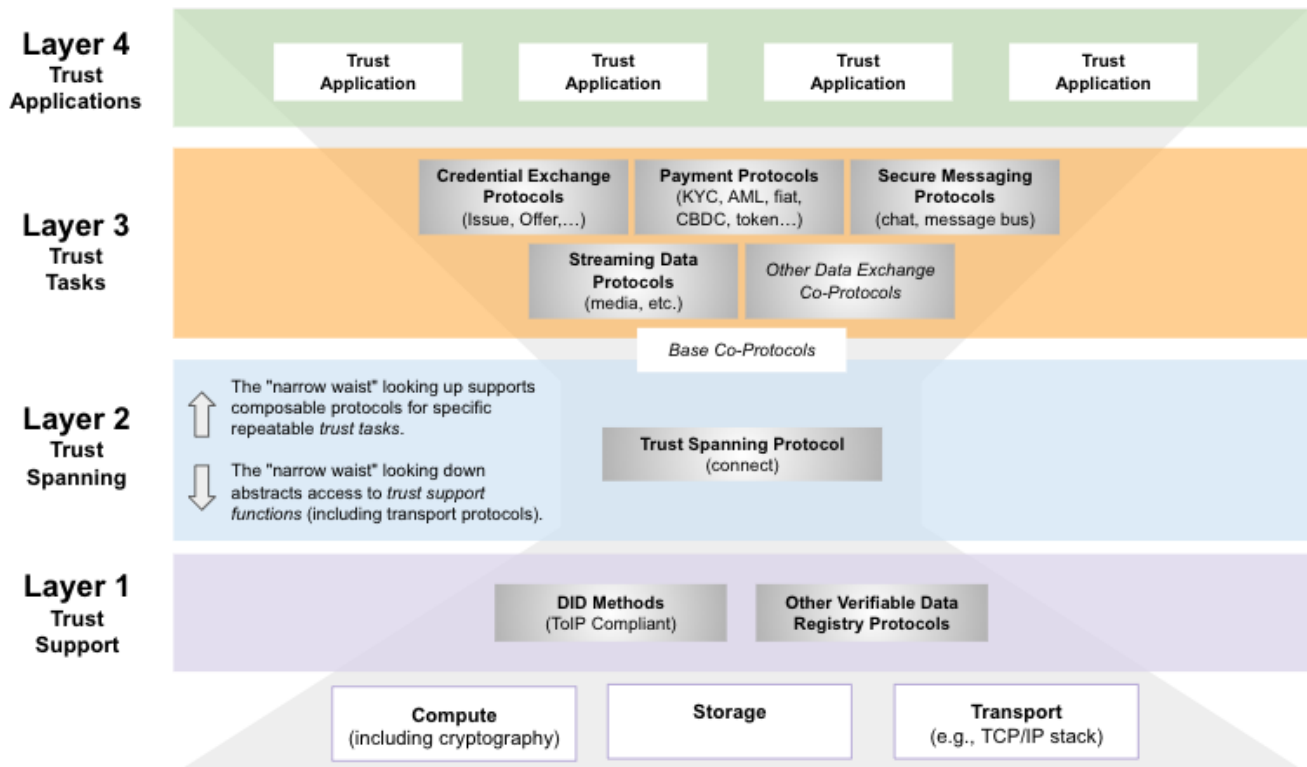 Layer 4
Trust
Applications
Trust
Application
Trust
Application
Trust
Application
Trust
Application
Layer 3
Trust
Tasks
Credential Exchange
Protocols
(Issue, Offer,...)
Payment Protocols
(KYC, AML, fiat,
CBDC, token...)
Secure Messaging
Protocols
(chat, message bus)
Streaming Data
Protocols
(media, etc.)
Other Data Exchange
Co-Protocols
Base Co-Protocols
Layer 2
Trust
Spanning
The "narrow waist" looking up supports
composable protocols for specific
repeatable trust tasks.
The "narrow waist" looking down
abstracts access to trust support
functions (including transport protocols).
Trust Spanning Protocol
(connect)
Layer 1
Trust
Support
DID Methods
(ToIP Compliant)
Other Verifiable Data
Registry Protocols
Compute
(including cryptography)
Storage
Transport
(e.g., TCP/IP stack)